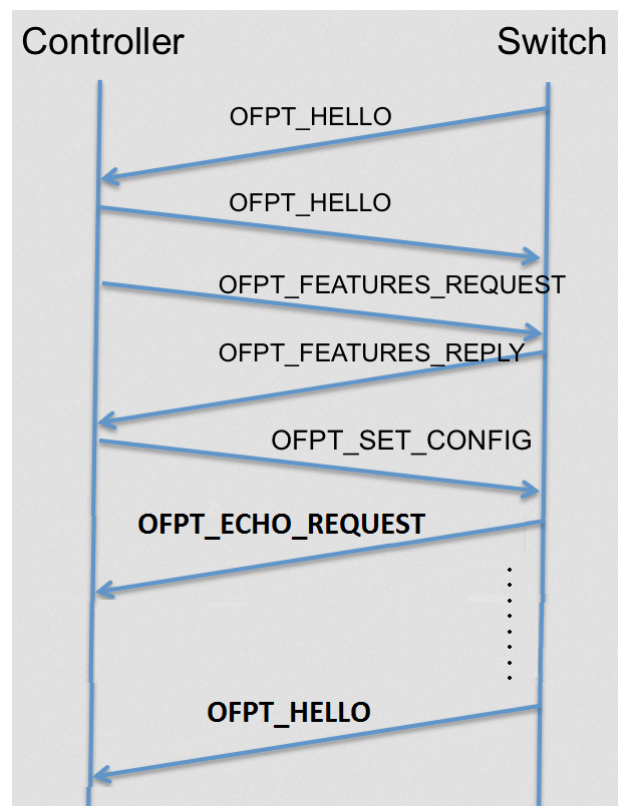 Controller
Switch
OFPT_HELLO
OFPT_HELLO
OFPT_FEATURES_REQUEST
OFPT_FEATURES_REPLY
OFPT_SET_CONFIG
OFPT_ECHO_REQUEST
OFPT_HELLO